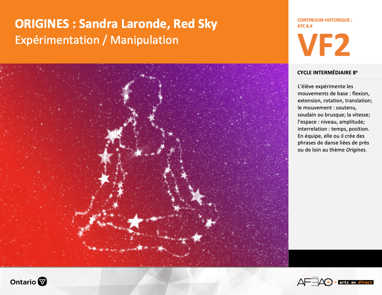 ORIGINES : Sandra Laronde, Red Sky
Expérimentation / Manipulation
CONTINUUM HISTORIQUE :
ATC 8.4
VF2
CYCLE INTERMÉDIAIRE 8e
L'élève expérimente les
mouvements de base : flexion,
extension, rotation, translation;
le mouvement : soutenu,
soudain ou brusque; la vitesse;
l'espace : niveau, amplitude;
interrelation : temps, position.
En équipe, elle ou il crée des
phrases de danse liées de près
ou de loin au thème Origines.
Ontario
AFÉAO arts en direct